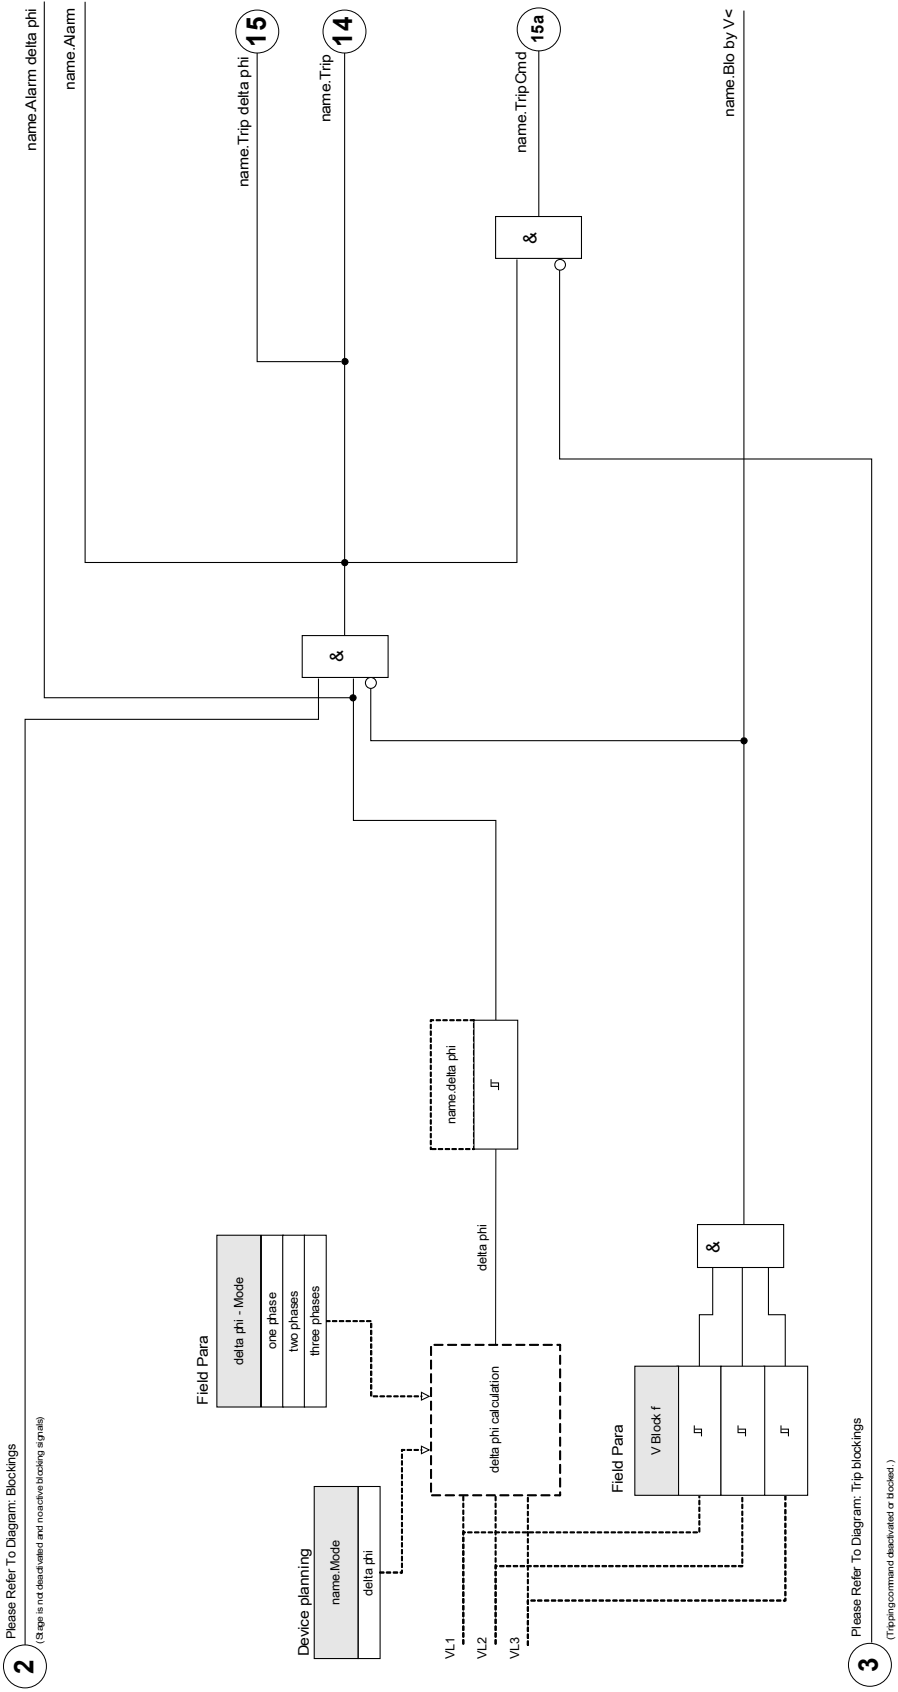 2
Please Refer To Diagram: Blockings
(Stage is not deactivated and no active blocking signals)
name.Alarm delta phi
name.Alarm
15
name.Trip delta phi
14
name.Trip
15a
name.TripCmd
name.Blo by V<
&
&
Field Para
delta phi - Mode
one phase
two phases
three phases
Device planning
name.Mode
delta phi
delta phi calculation
delta phi
name.delta phi
VL1
VL2
VL3
Field Para
V Block f
&
3
Please Refer To Diagram: Trip blockings
(Tripping command deactivated or blocked.)